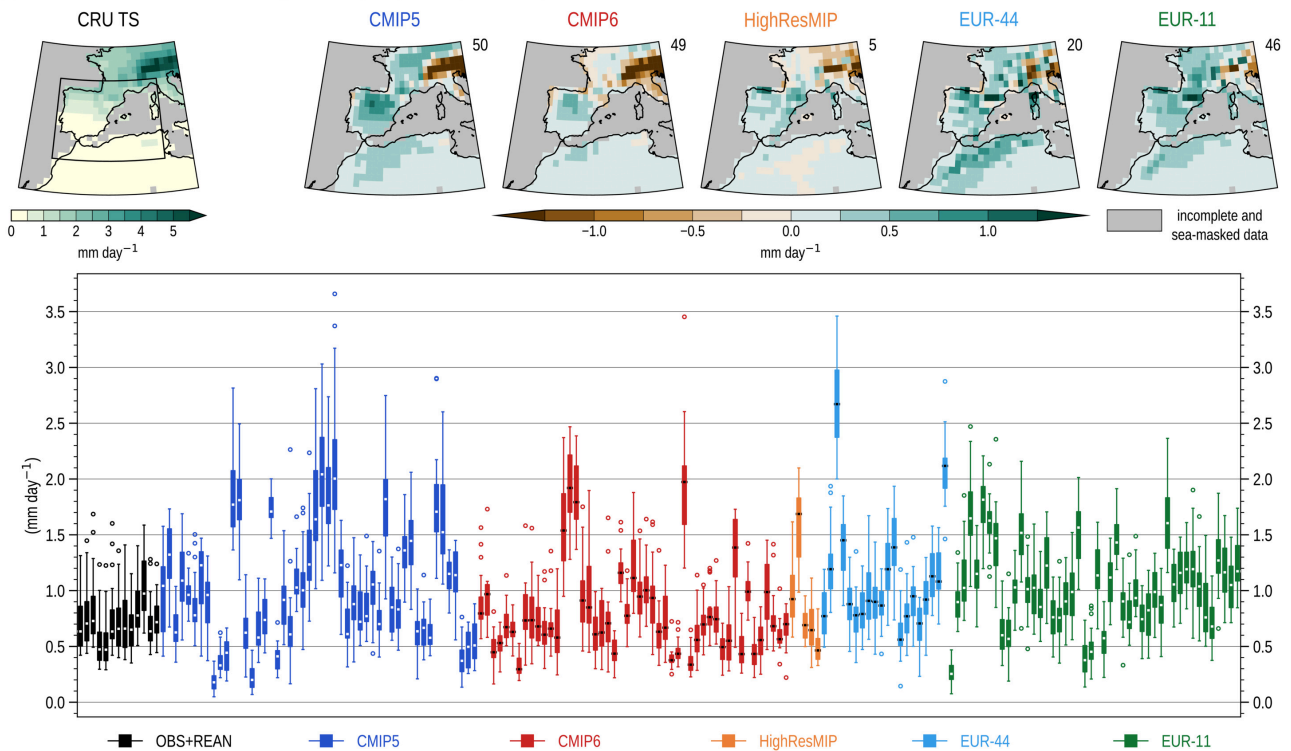 CRU TS CMIP5 CMIP6 HighResMIP EUR-44 EUR-11
50 49 5 20 46
0 1 2 3 4 5 −1.0 −0.5 0.0 0.5 1.0
mm day−1 mm day−1
incomplete and
sea-masked data
3.5 3.5
3.0 3.0
2.5 2.5
2.0 2.0
(mm day−1)
1.5 1.5
1.0 1.0
0.5 0.5
0.0 0.0
OBS+REAN CMIP5 CMIP6 HighResMIP EUR-44 EUR-11